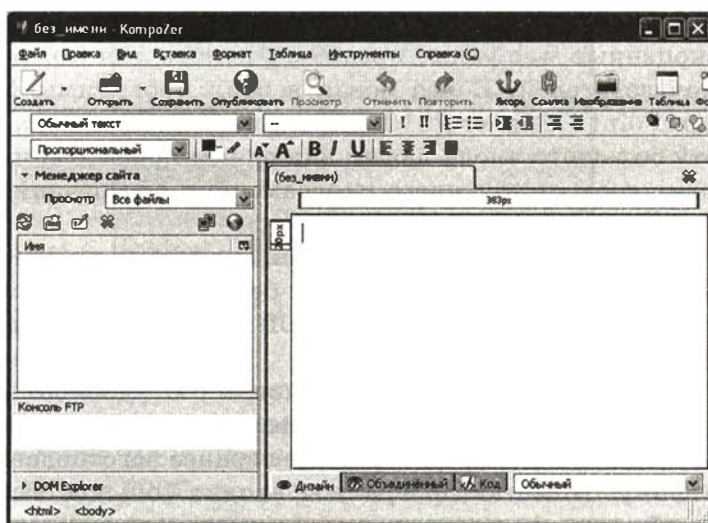 без_имени - KompoZer
Файл Правка Вид Вставка Формат Таблица Инструменты Справка (C)
Создать Открыть Сохранить Опубликовать Просмотр Отменить Повторить Якорь Ссылка Изображение Таблица Фо
Обычный текст -- ! !!
Пропорциональный A A B I U
Менеджер сайта
(без_имени)
Просмотр Все файлы
383px
20px
Имя
Консоль FTP
DOM Explorer
Дизайн Объединённый Код Обычный
<html> <body>